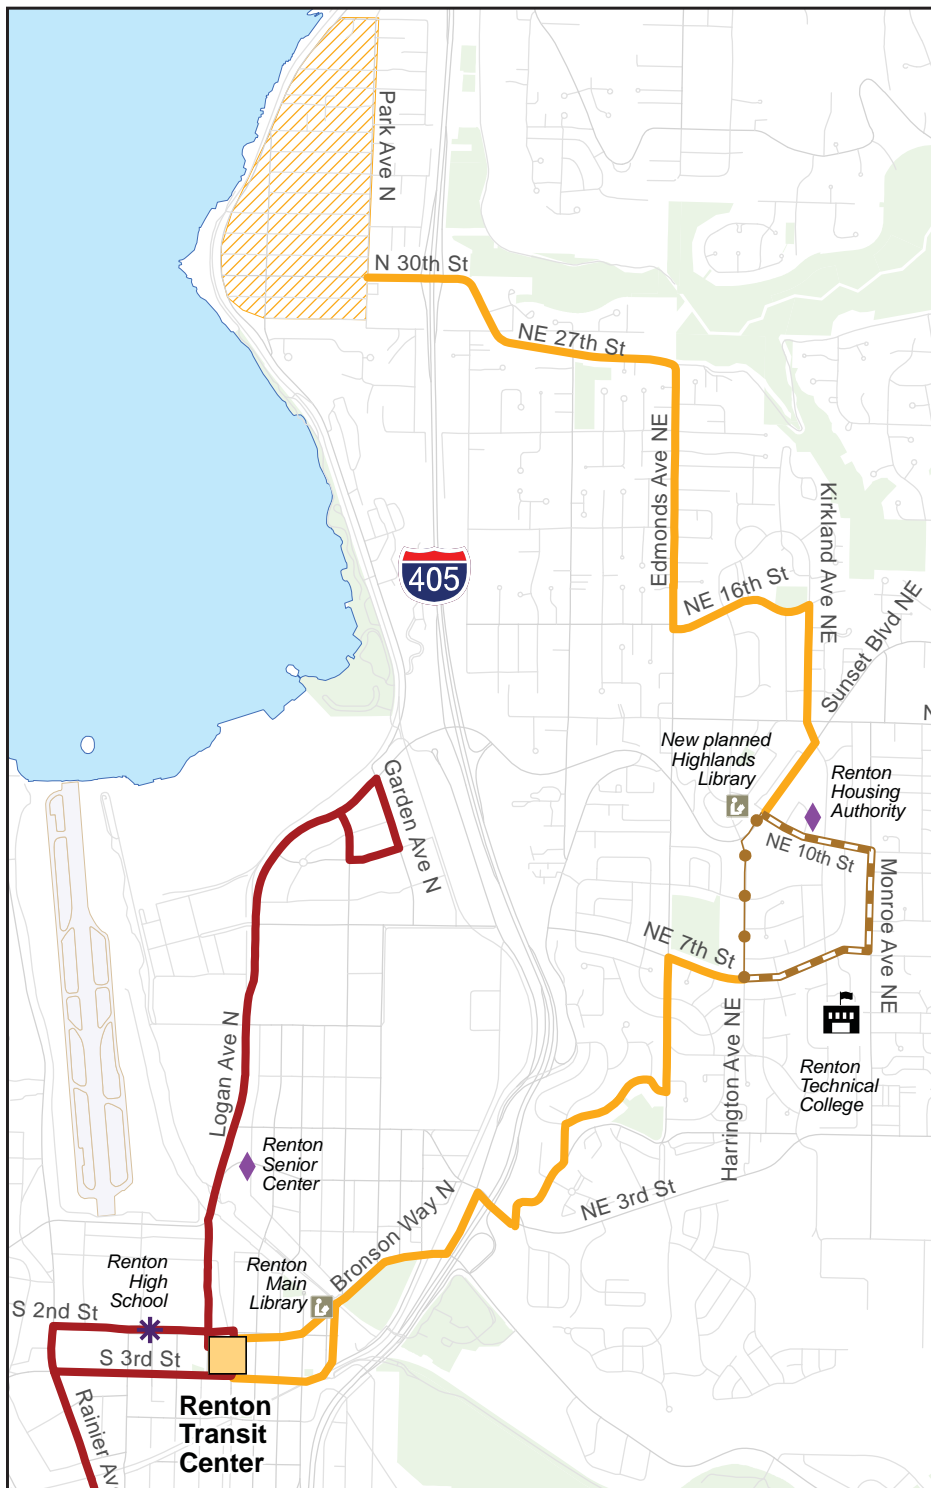 Park Ave N
N 30th St
NE 27th St
Edmonds Ave NE
Kirkland Ave NE
405
NE 16th St
Sunset Blvd NE
N
New planned
Highlands
Library
Renton
Housing
Authority
Garden Ave N
NE 10th St
Monroe Ave NE
NE 7th St
Logan Ave N
Harrington Ave NE
Renton
Technical
College
Renton
Senior
Center
NE 3rd St
Bronson Way N
Renton
High
School
Renton
Main
Library
S 2nd St
S 3rd St
Rainier Av
Renton
Transit
Center